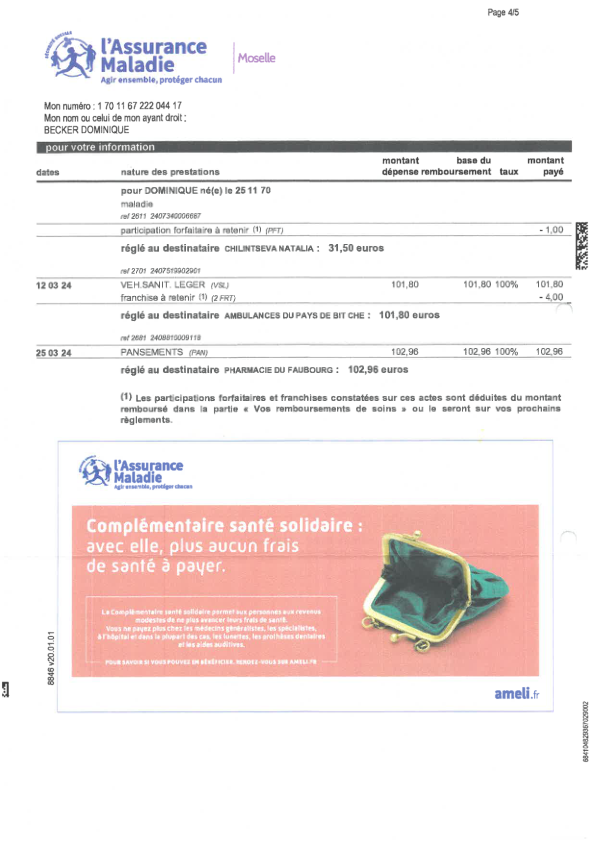 Page 4/5
SÉCURITÉ SOCIALE
l'Assurance
Maladie
Agir ensemble, protéger chacun
Moselle
Mon numéro : 1 70 11 67 222 044 17
Mon nom ou celui de mon ayant droit :
BECKER DOMINIQUE
pour votre information
dates nature des prestations montant dépense base du remboursement taux montant payé
pour DOMINIQUE né(e) le 25 11 70
maladie
ref 2611 2407340006687
participation forfaitaire à retenir (1) (PFT) - 1,00
réglé au destinataire CHILINTSEVA NATALIA : 31,50 euros
ref 2701 2407519902901
12 03 24 VEH.SANIT. LEGER (VSL) 101,80 101,80 100% 101,80
franchise à retenir (1) (2 FRT) - 4,00
réglé au destinataire AMBULANCES DU PAYS DE BITCHE : 101,80 euros
ref 2681 2408810009118
25 03 24 PANSEMENTS (PAN) 102,96 102,96 100% 102,96
réglé au destinataire PHARMACIE DU FAUBOURG : 102,96 euros
(1) Les participations forfaitaires et franchises constatées sur ces actes sont déduites du montant
remboursé dans la partie « Vos remboursements de soins » ou le seront sur vos prochains
règlements.
l'Assurance
Maladie
Agir ensemble, protéger chacun
Complémentaire santé solidaire :
avec elle, plus aucun frais
de santé à payer.
La Complémentaire santé solidaire permet aux personnes aux revenus
modestes de ne plus avancer leurs frais de santé.
Vous ne payez plus chez les médecins généralistes, les spécialistes,
à l'hôpital et dans la plupart des cas, les lunettes, les prothèses dentaires
et les aides auditives.
POUR SAVOIR SI VOUS POUVEZ EN BÉNÉFICIER, RENDEZ-VOUS SUR AMELI.FR
ameli.fr
8846 v20.01.01